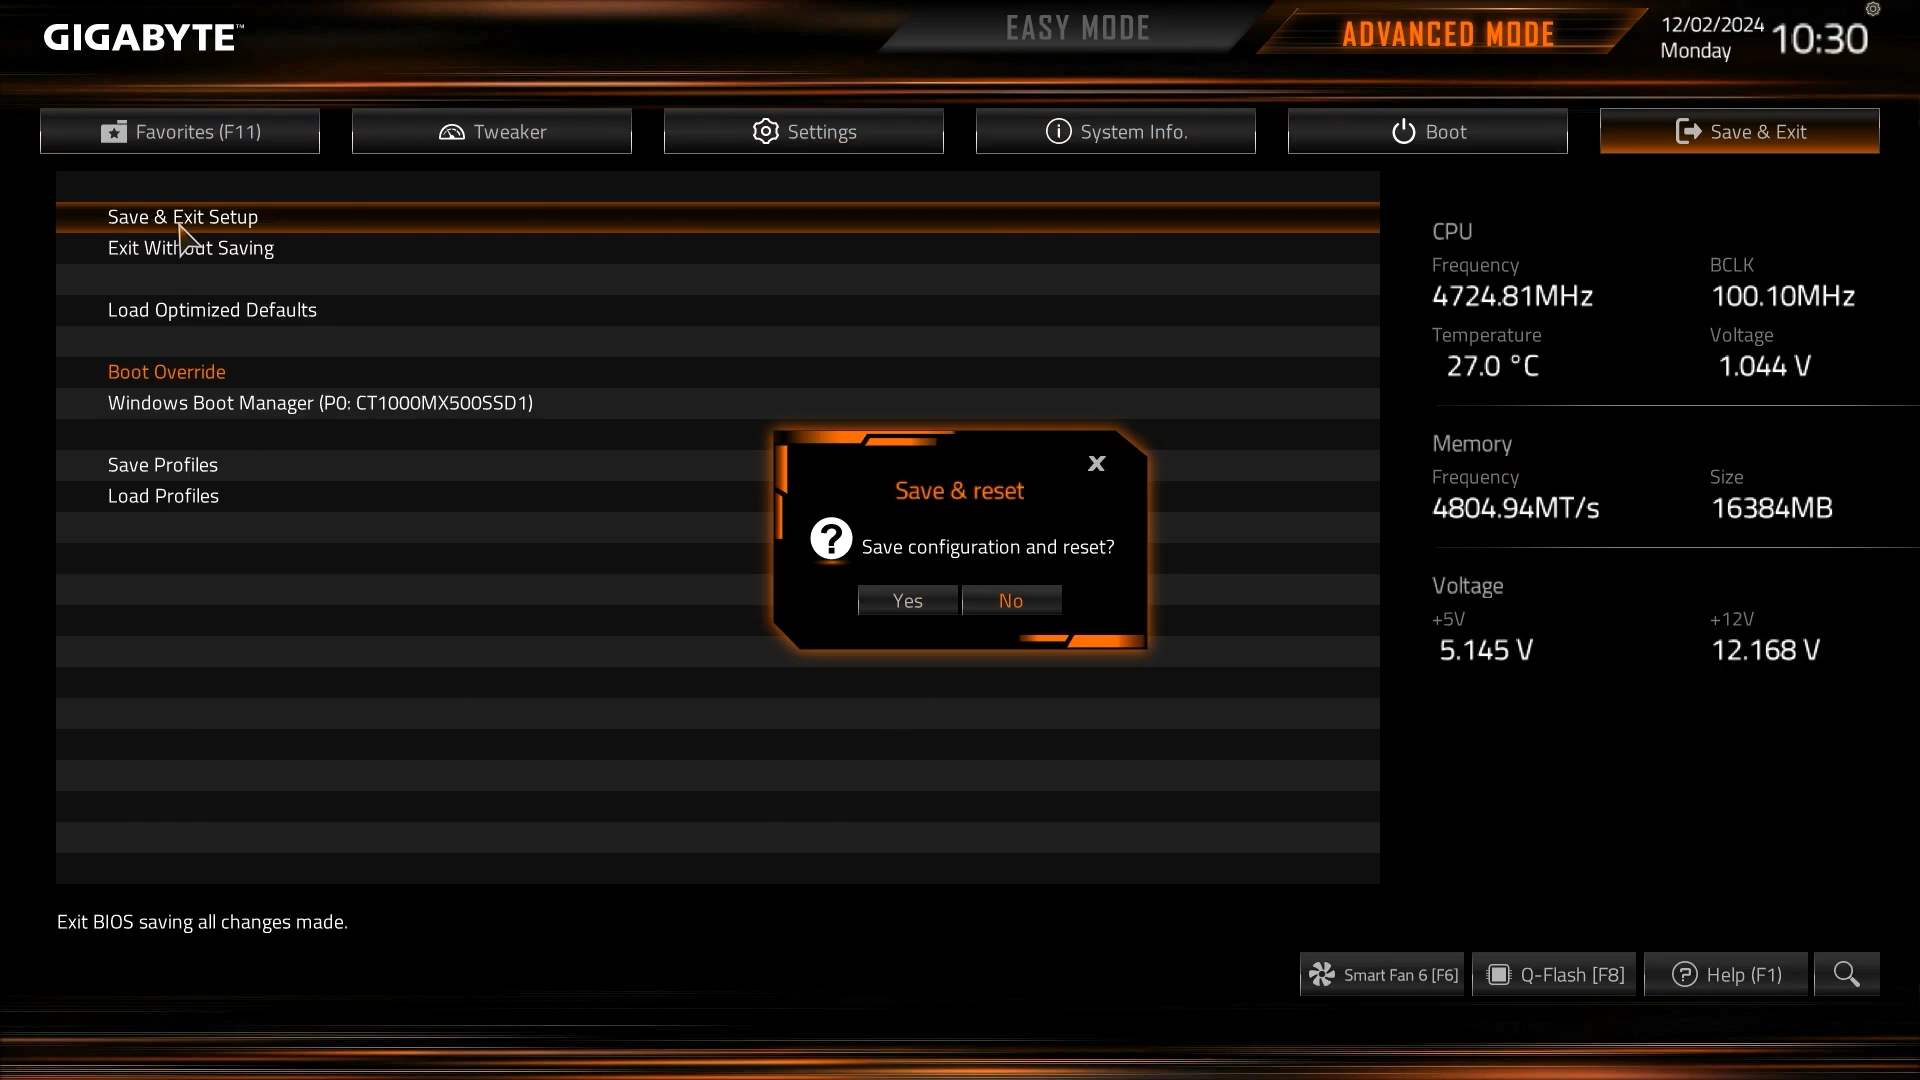 GIGABYTE™
EASY MODE
ADVANCED MODE
12/02/2024
Monday
10:30
Favorites (F11)
Tweaker
Settings
System Info.
Boot
Save & Exit
Save & Exit Setup
Exit Without Saving
Load Optimized Defaults
Boot Override
Windows Boot Manager (P0: CT1000MX500SSD1)
Save Profiles
Load Profiles
Save & reset
X
Save configuration and reset?
Yes No
CPU
Frequency BCLK
4724.81MHz 100.10MHz
Temperature Voltage
27.0 °C 1.044 V
Memory
Frequency Size
4804.94MT/s 16384MB
Voltage
+5V +12V
5.145 V 12.168 V
Exit BIOS saving all changes made.
Smart Fan 6 [F6]
Q-Flash [F8]
Help (F1)